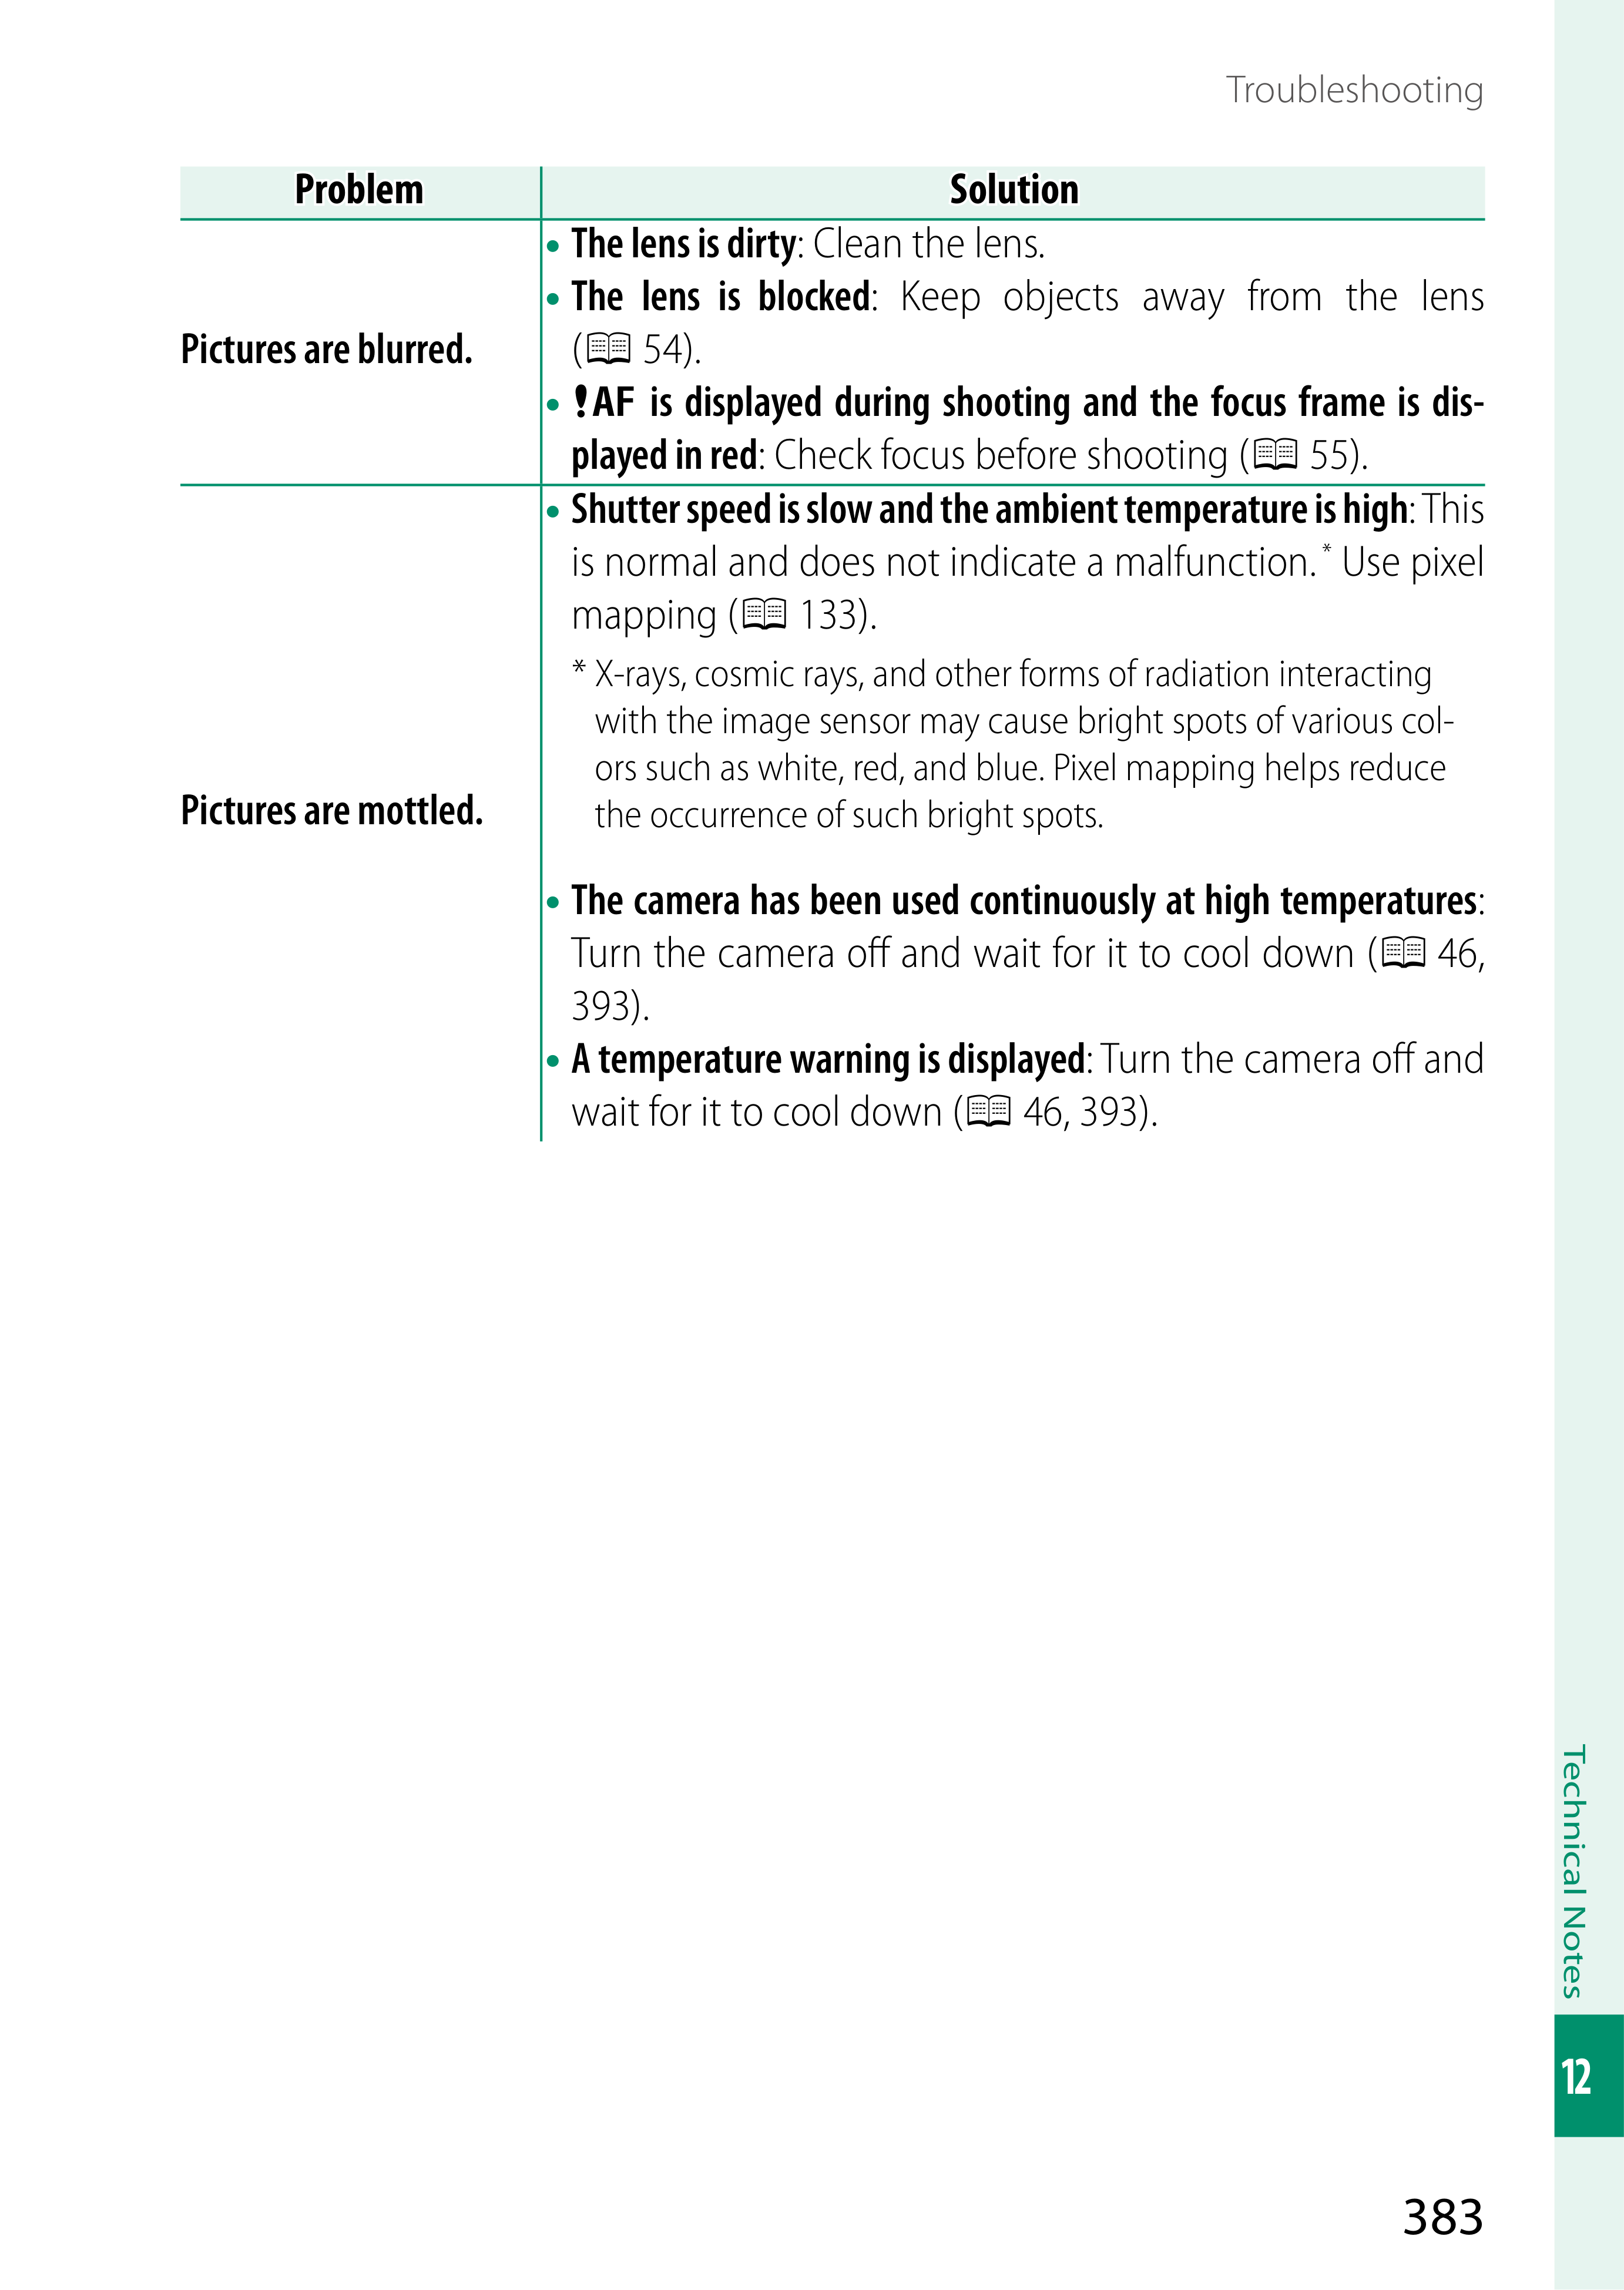 Troubleshooting
Problem
Solution
Pictures are blurred.
• The lens is dirty: Clean the lens.
• The lens is blocked: Keep objects away from the lens
(54).
• !AF is displayed during shooting and the focus frame is dis-
played in red: Check focus before shooting (55).
Pictures are mottled.
• Shutter speed is slow and the ambient temperature is high: This
is normal and does not indicate a malfunction.* Use pixel
mapping (133).
* X-rays, cosmic rays, and other forms of radiation interacting
with the image sensor may cause bright spots of various col-
ors such as white, red, and blue. Pixel mapping helps reduce
the occurrence of such bright spots.
• The camera has been used continuously at high temperatures:
Turn the camera off and wait for it to cool down (46,
393).
• A temperature warning is displayed: Turn the camera off and
wait for it to cool down (46, 393).
Technical Notes
12
383